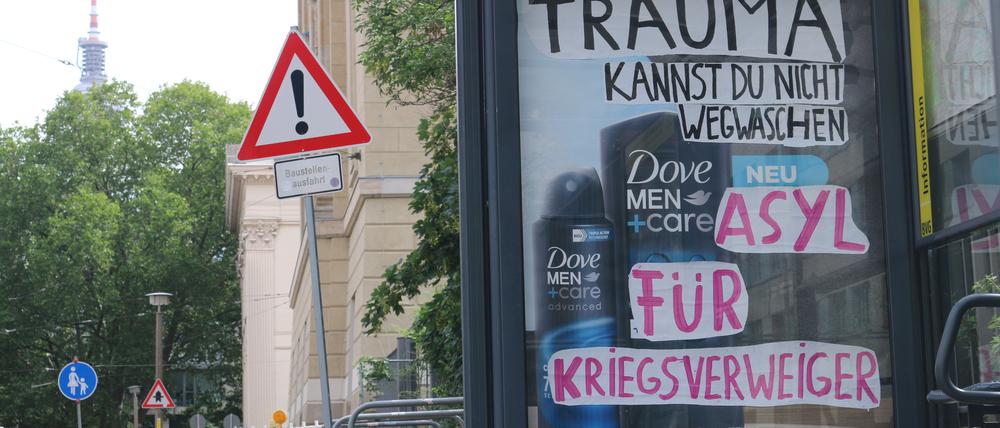 TRAUMA
KANNST DU NICHT
WEGWASCHEN
Dove
MEN
+care
NEU
ASYL
FÜR
KRIEGSVERWEIGER
Dove
MEN
+care
advanced
Baustellen-
ausfahrt
Information
BVG